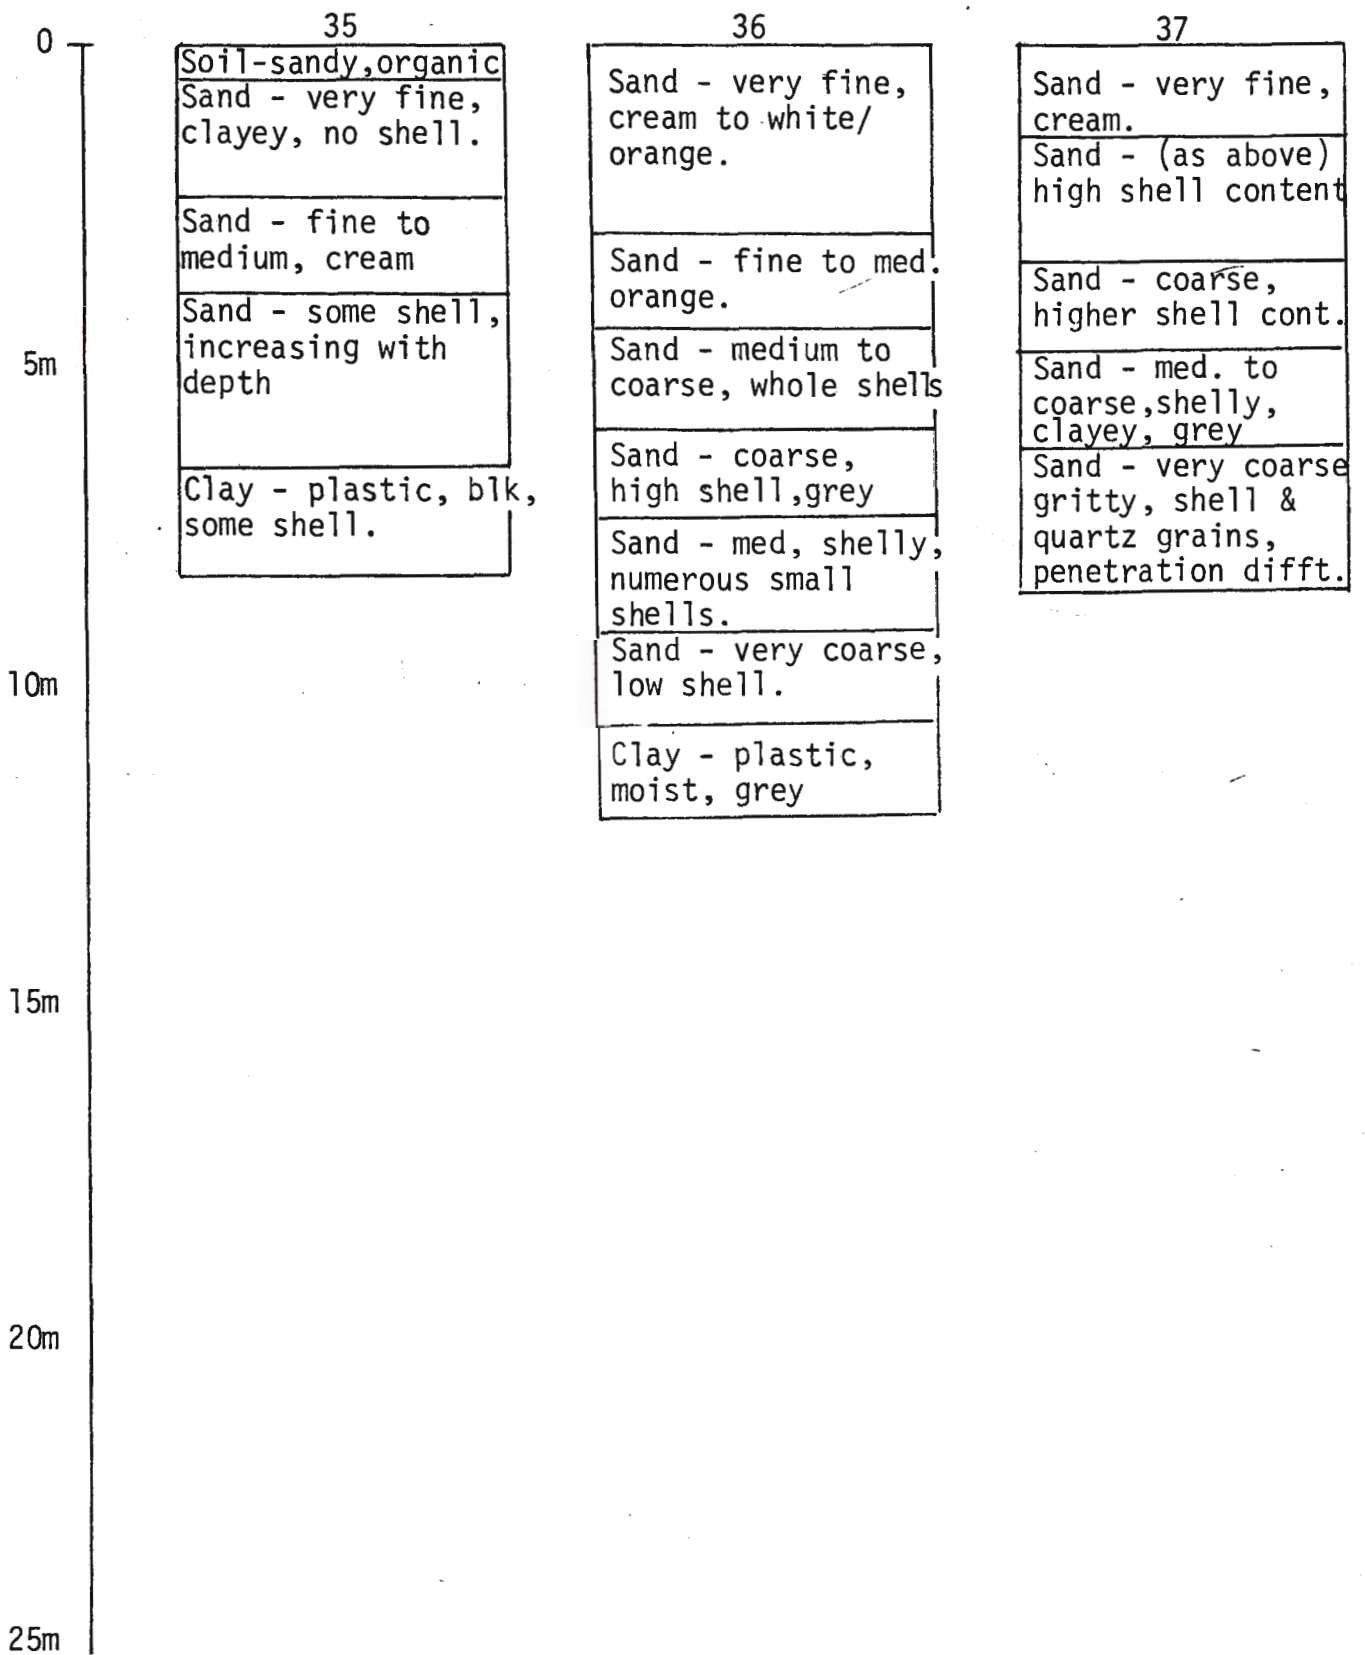 35
36
37
0
5m
10m
15m
20m
25m
Soil-sandy,organic
Sand - very fine,
clayey, no shell.
Sand - fine to
medium, cream
Sand - some shell,
increasing with
depth
Clay - plastic, blk,
some shell.
Sand - very fine,
cream to white/
orange.
Sand - fine to med.
orange.
Sand - medium to
coarse, whole shells
Sand - coarse,
high shell,grey
Sand - med, shelly,
numerous small
shells.
Sand - very coarse,
low shell.
Clay - plastic,
moist, grey
Sand - very fine,
cream.
Sand - (as above)
high shell content
Sand - coarse,
higher shell cont.
Sand - med. to
coarse,shelly,
clayey, grey
Sand - very coarse
gritty, shell &
quartz grains,
penetration difft.